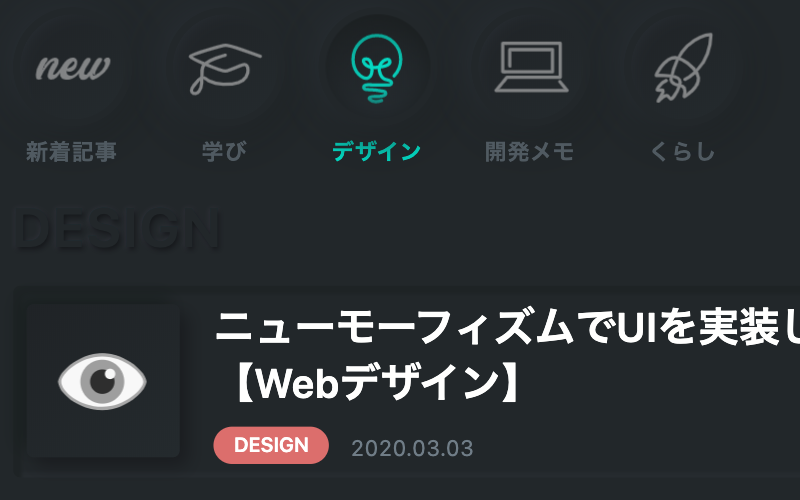 new
新着記事
学び
デザイン
開発メモ
くらし
DESIGN
ニューモーフィズムでUIを実装し
【Webデザイン】
DESIGN
2020.03.03